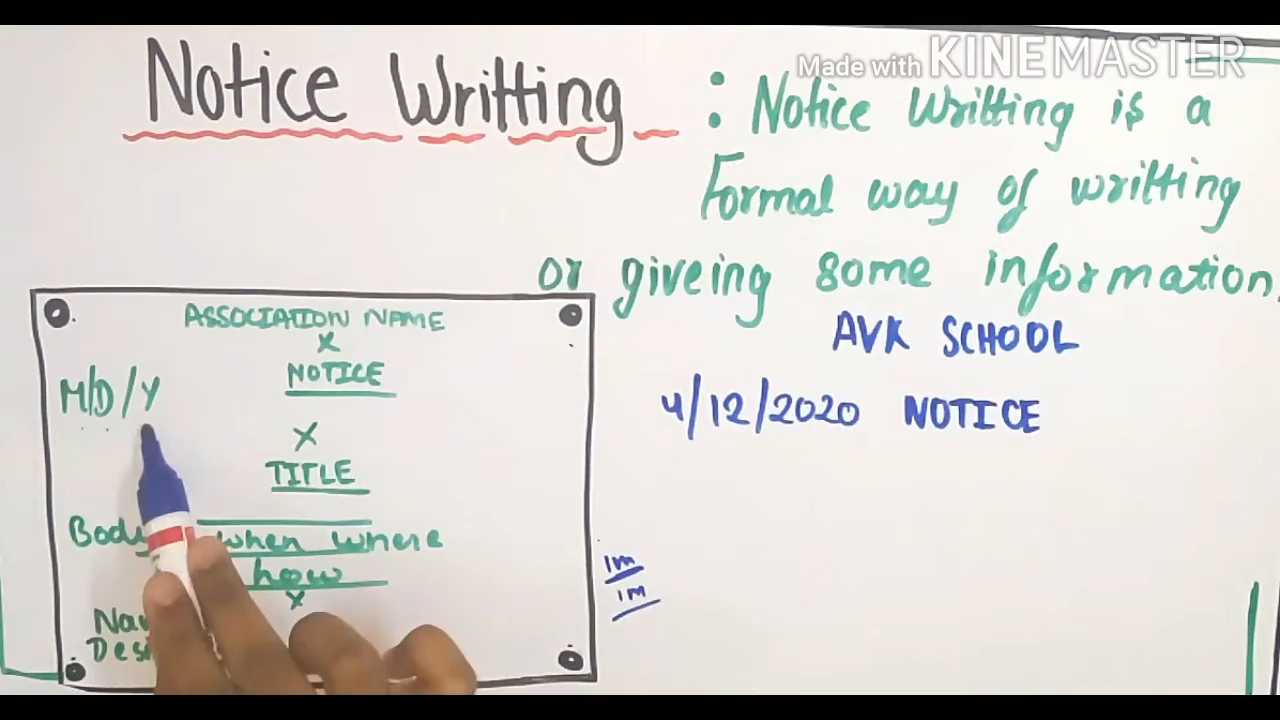 Made with KINEMASTER
Notice Writting
: Notice Writting is a
Formal way of writting
or giveing some information.
ASSOCIATION NAME
X
NOTICE
M/D/Y
X
TITLE
Body
when where
how
X
AVK SCHOOL
4/12/2020 NOTICE
1m
1m